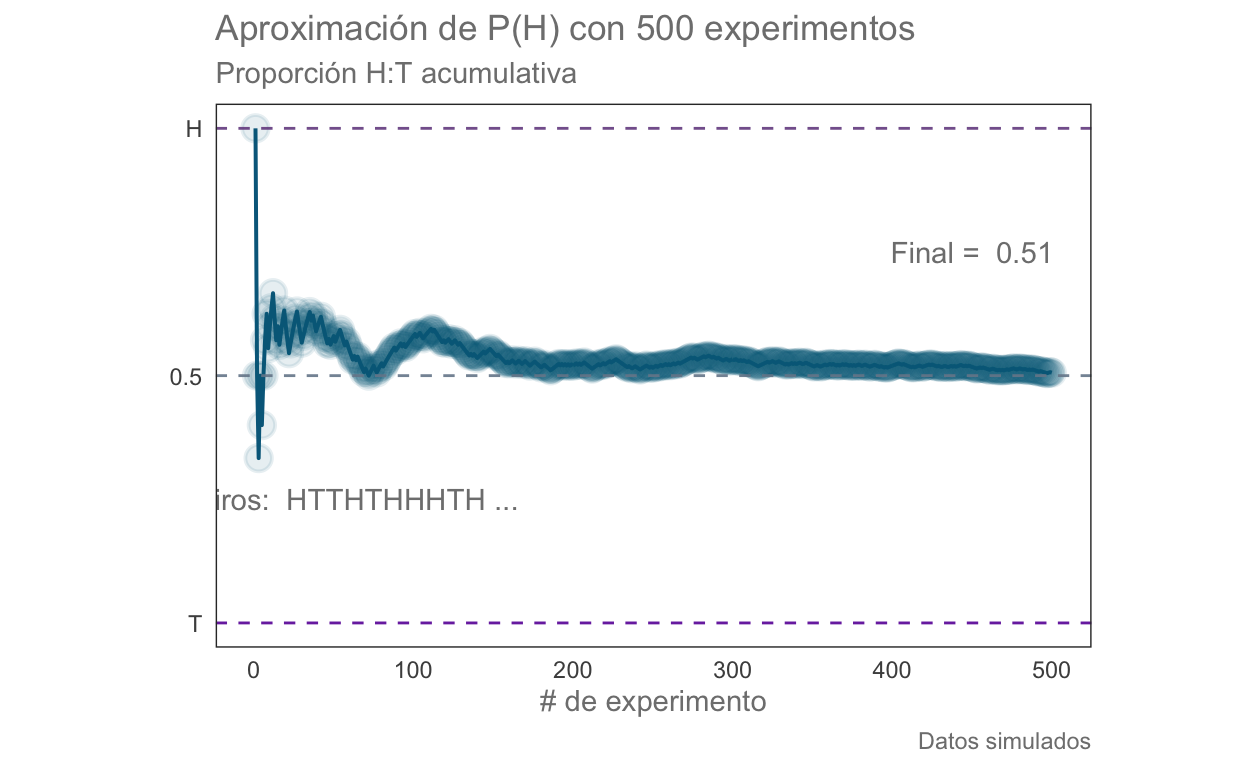 Aproximación de P(H) con 500 experimentos
Proporción H:T acumulativa
H
Final = 0.51
0.5
iros: HTTHTHHHTH ...
T
0 100 200 300 400 500
# de experimento
Datos simulados